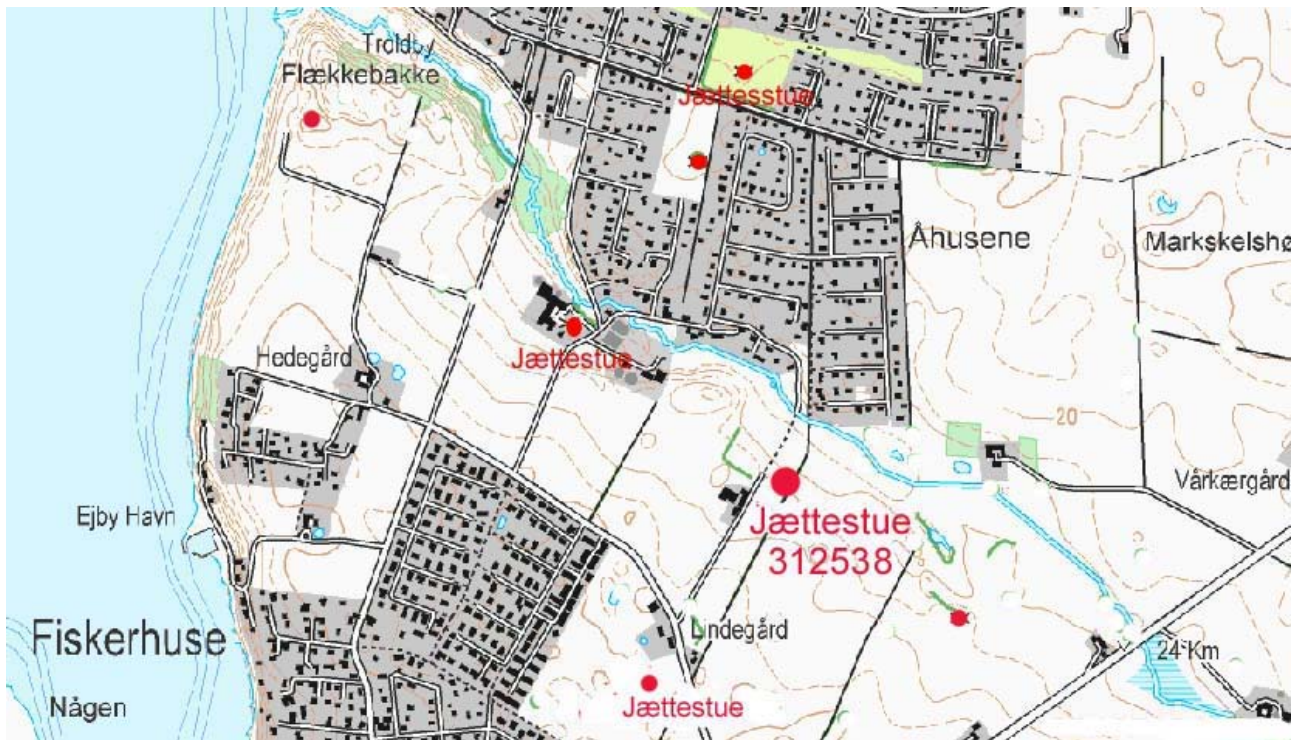 Troldby
Flækkebakke
Jættesstue
Åhusene
Markskelshø
Jættestue
Hedegård
20
Vårkærgård
Ejby Havn
Jættestue
312538
Fiskerhuse
Lindegård
24 Km
Någen
Jættestue